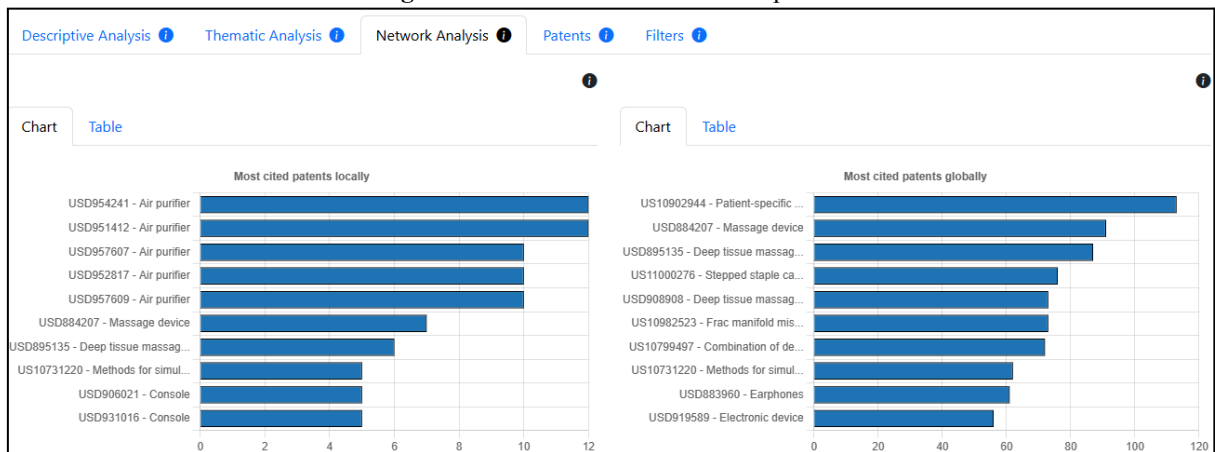 Descriptive Analysis i Thematic Analysis i Network Analysis i Patents i Filters i
i
Chart Table
Most cited patents locally
USD954241 - Air purifier
USD951412 - Air purifier
USD957607 - Air purifier
USD952817 - Air purifier
USD957609 - Air purifier
USD884207 - Massage device
USD895135 - Deep tissue massag...
US10731220 - Methods for simul...
USD906021 - Console
USD931016 - Console
0 2 4 6 8 10 12
i
Chart Table
Most cited patents globally
US10902944 - Patient-specific ...
USD884207 - Massage device
USD895135 - Deep tissue massag...
US11000276 - Stepped staple ca...
USD908908 - Deep tissue massag...
US10982523 - Frac manifold mis...
US10799497 - Combination of de...
US10731220 - Methods for simul...
USD883960 - Earphones
USD919589 - Electronic device
0 20 40 60 80 100 120